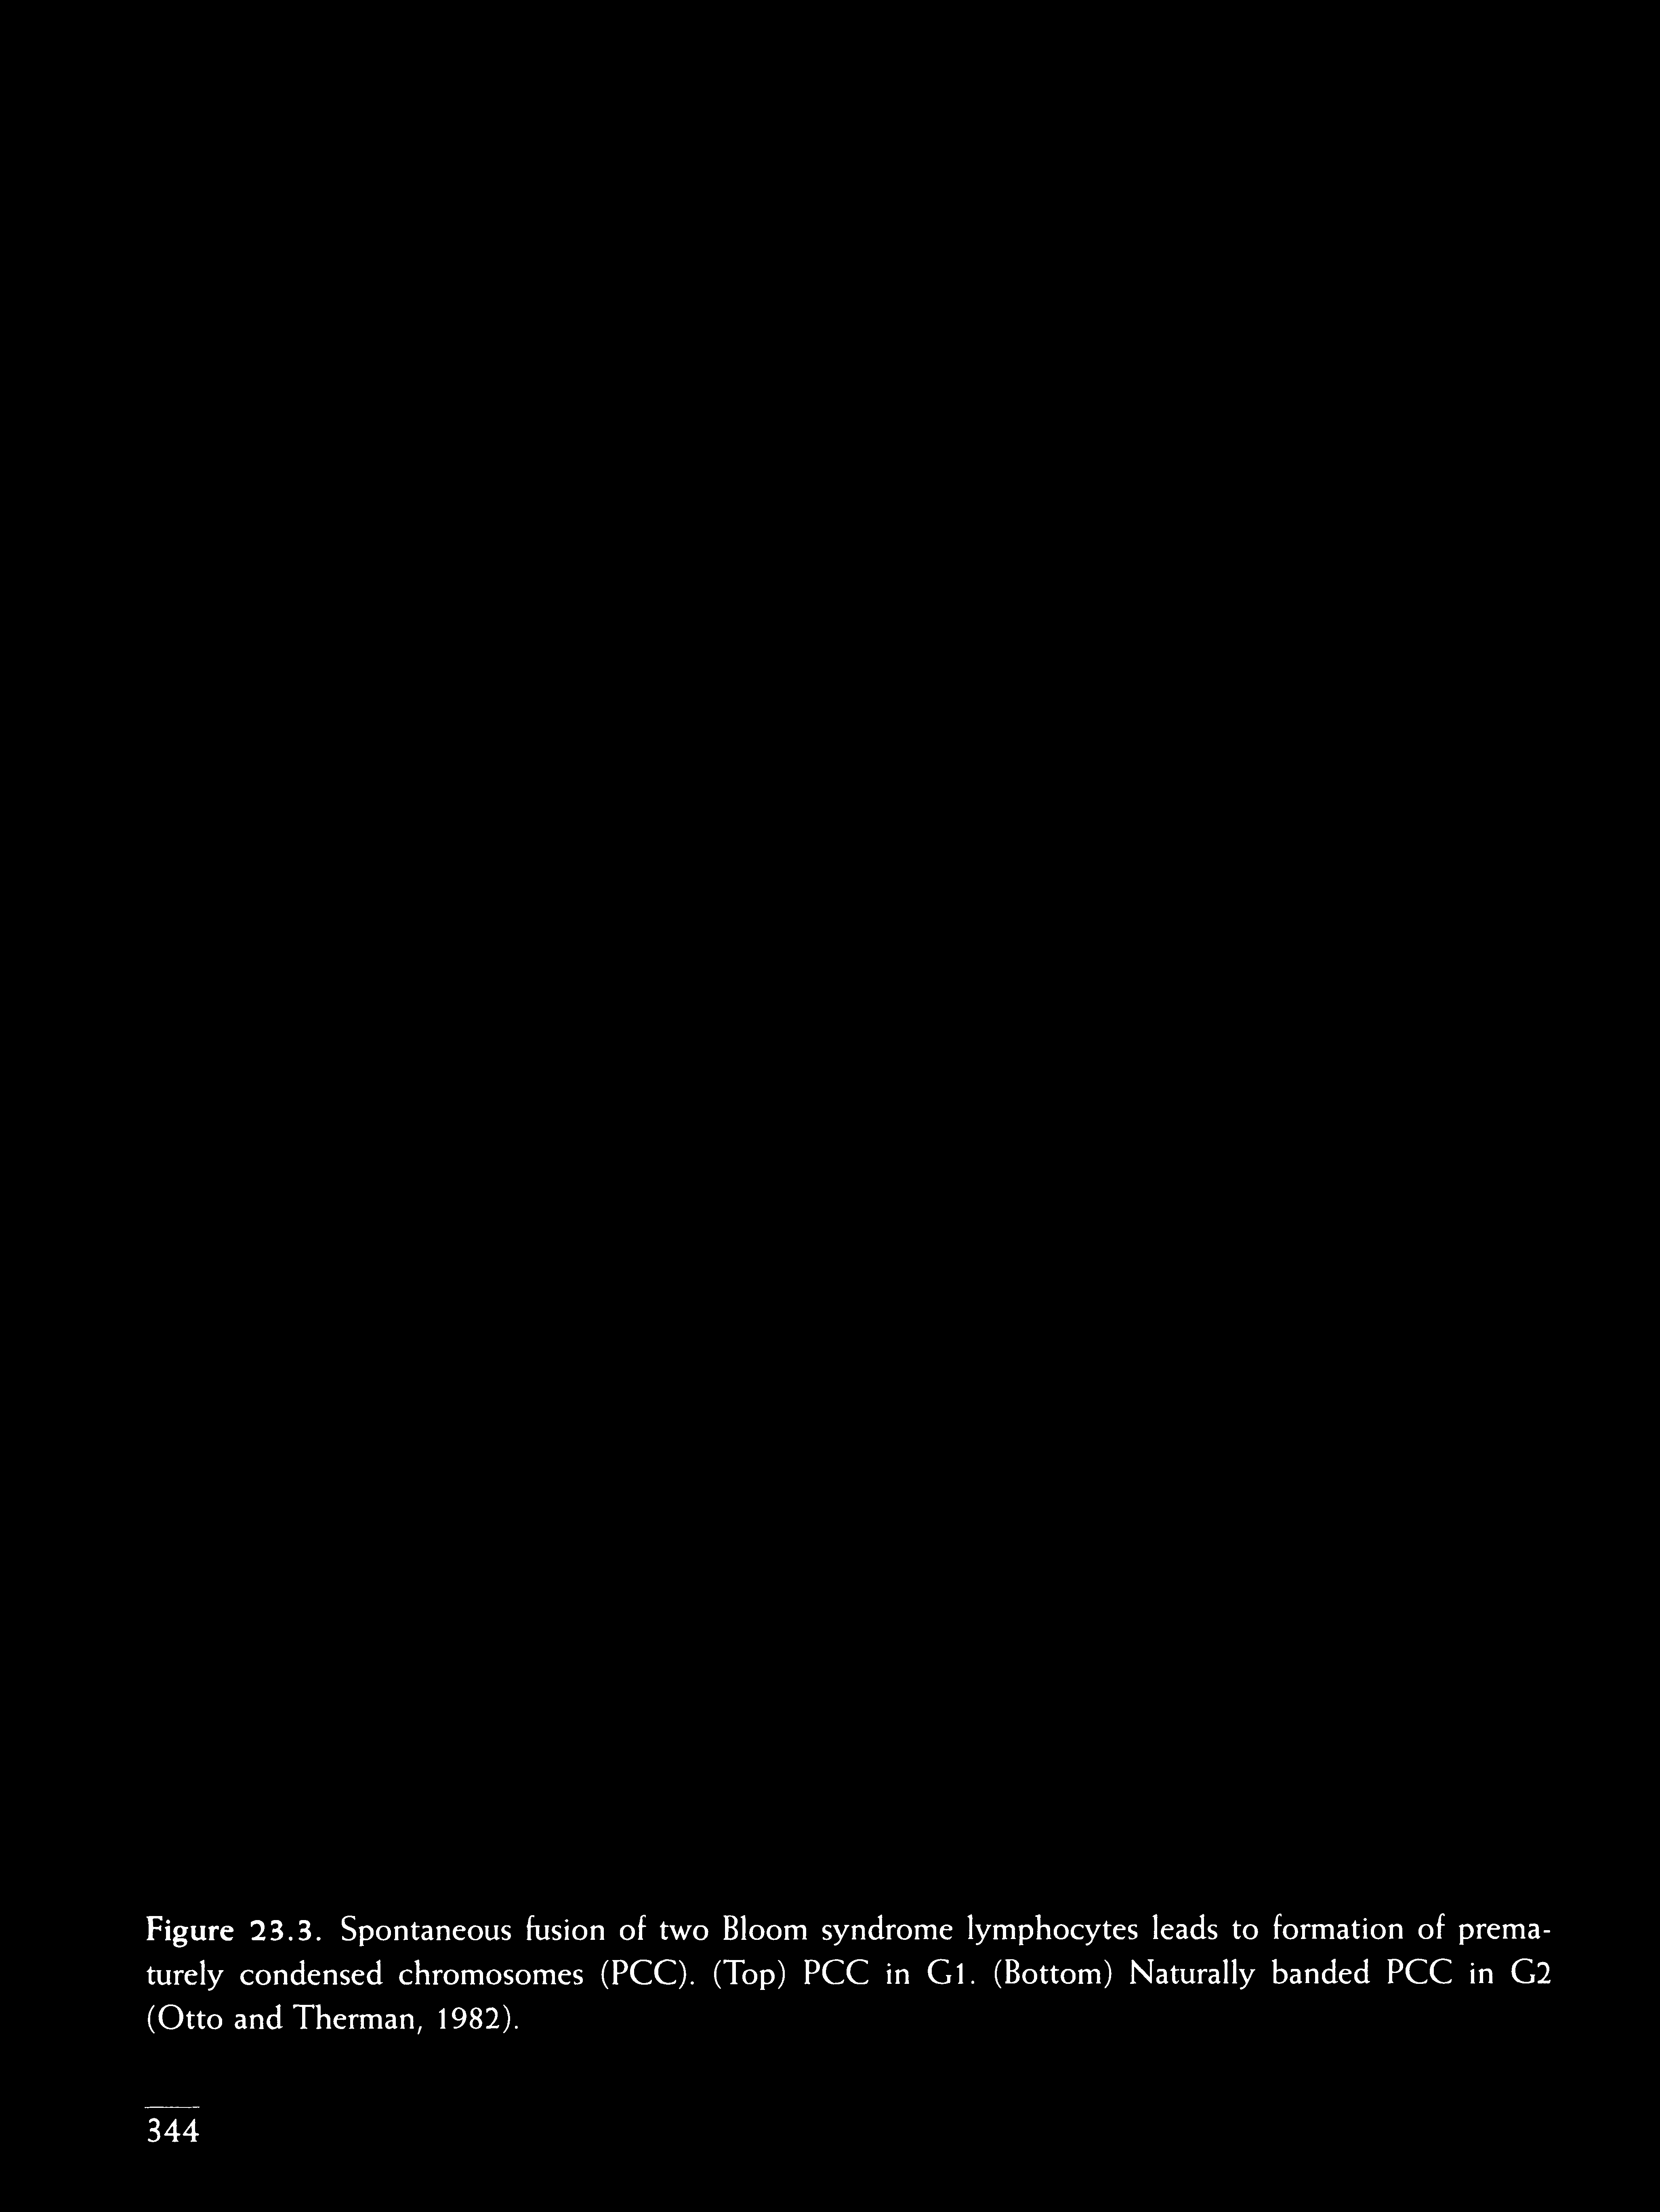 Figure 23.3. Spontaneous fusion of two Bloom syndrome lymphocytes leads to formation of prema-
turely condensed chromosomes (PCC). (Top) PCC in G1. (Bottom) Naturally banded PCC in G2
(Otto and Therman, 1982).
344